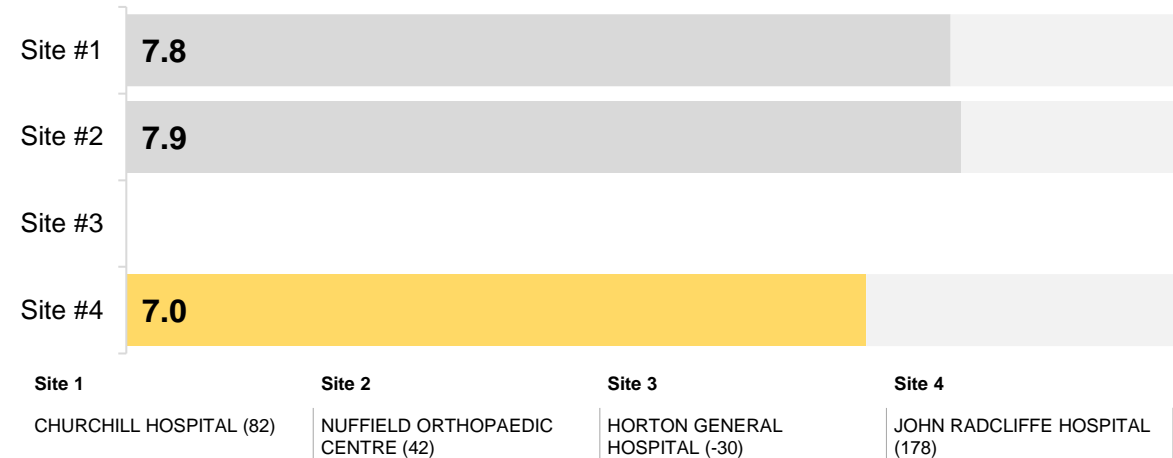 Site #1 7.8
Site #2 7.9
Site #3
Site #4 7.0
Site 1 Site 2 Site 3 Site 4
CHURCHILL HOSPITAL (82)
NUFFIELD ORTHOPAEDIC
CENTRE (42)
HORTON GENERAL
HOSPITAL (-30)
JOHN RADCLIFFE HOSPITAL
(178)